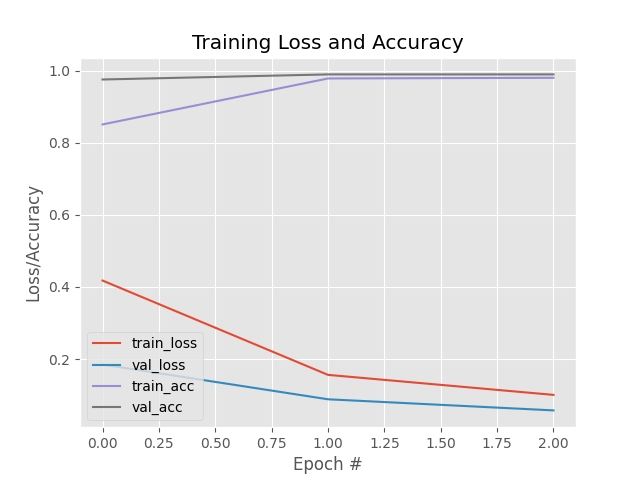 Training Loss and Accuracy
1.0
0.8
0.6
0.4
0.2
Loss/Accuracy
train_loss
val_loss
train_acc
val_acc
0.00 0.25 0.50 0.75 1.00 1.25 1.50 1.75 2.00
Epoch #